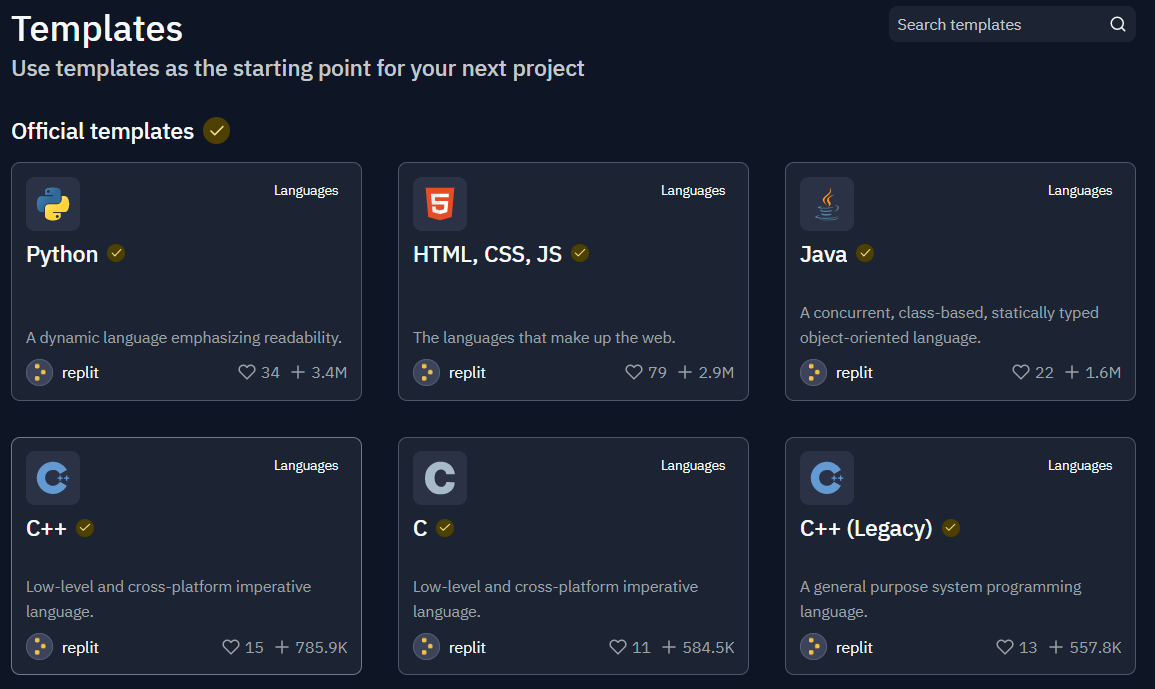 Templates
Search templates
Use templates as the starting point for your next project
Official templates
Languages
Python
A dynamic language emphasizing readability.
replit
34
3.4M
Languages
HTML, CSS, JS
The languages that make up the web.
replit
79
2.9M
Languages
Java
A concurrent, class-based, statically typed
object-oriented language.
replit
22
1.6M
Languages
C++
Low-level and cross-platform imperative
language.
replit
15
785.9K
Languages
C
Low-level and cross-platform imperative
language.
replit
11
584.5K
Languages
C++ (Legacy)
A general purpose system programming
language.
replit
13
557.8K